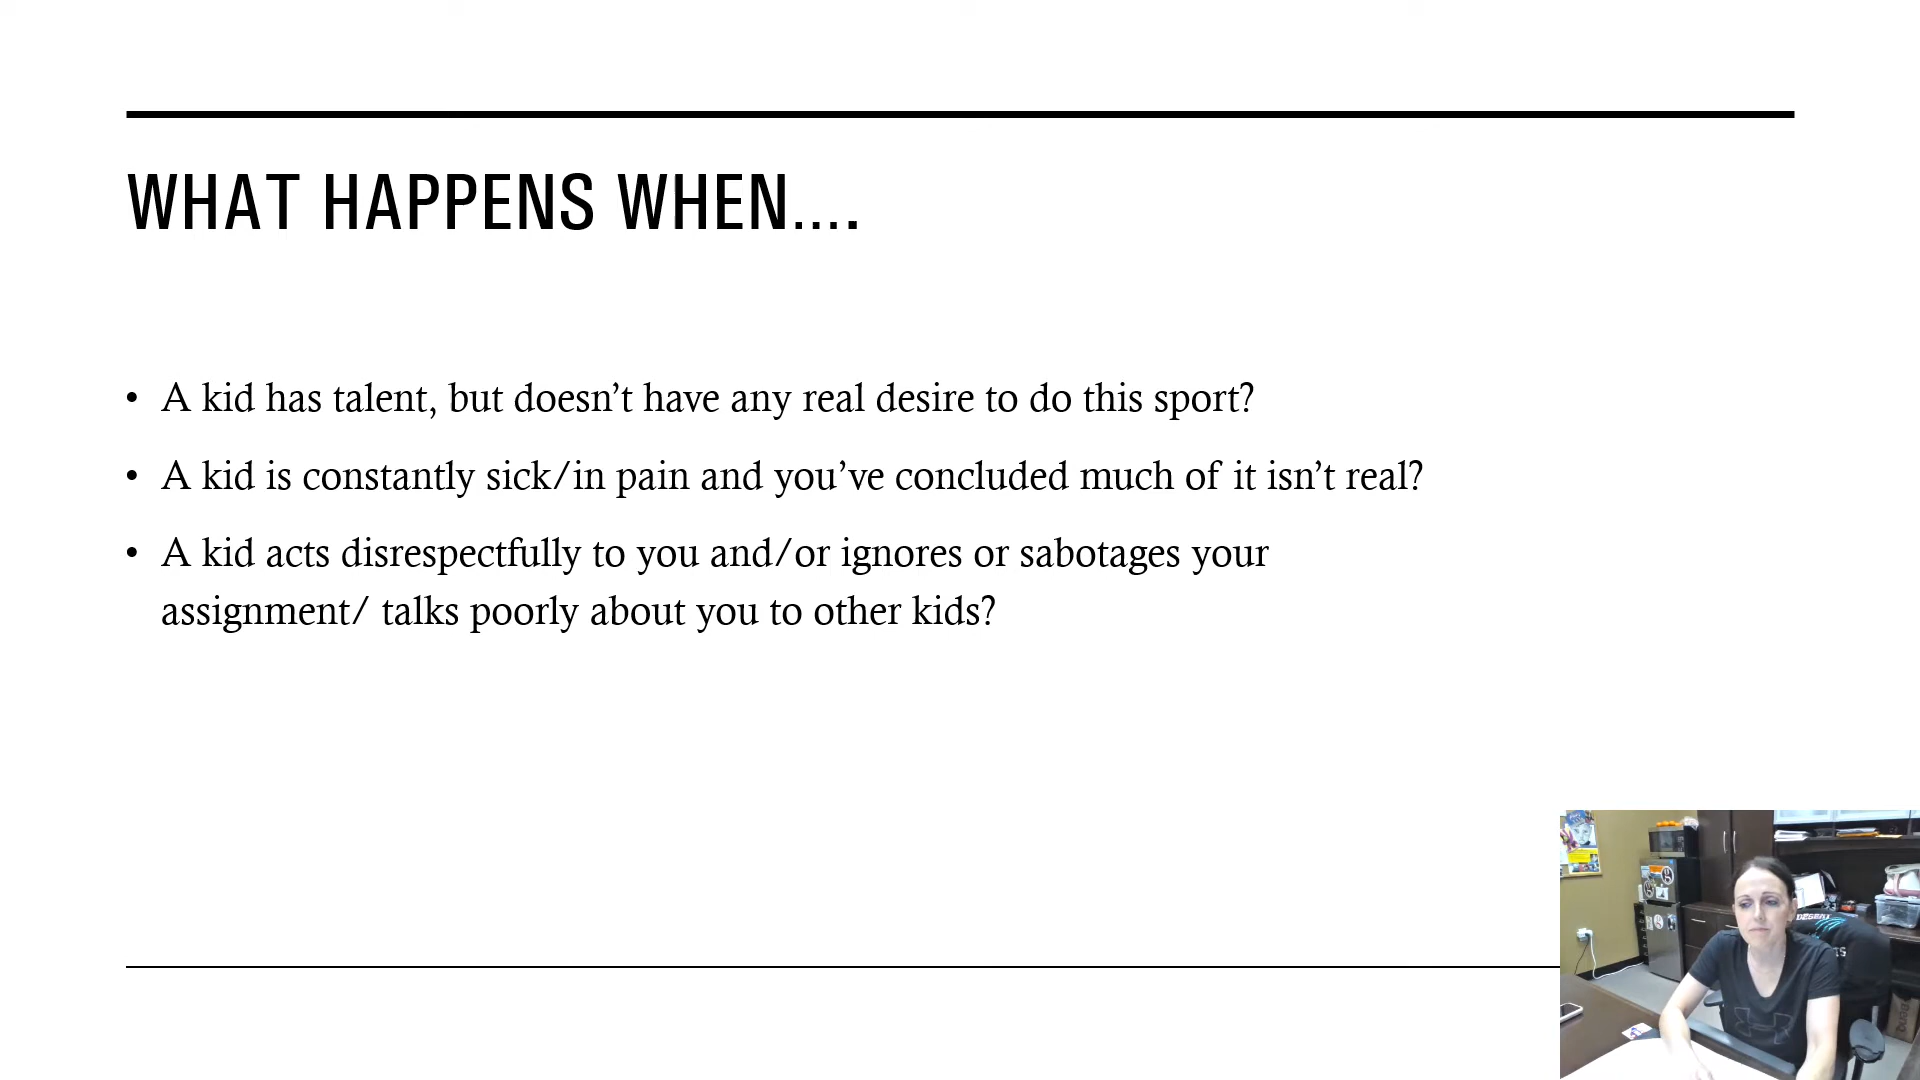 WHAT HAPPENS WHEN....
• A kid has talent, but doesn’t have any real desire to do this sport?
• A kid is constantly sick/in pain and you’ve concluded much of it isn’t real?
• A kid acts disrespectfully to you and/or ignores or sabotages your
assignment/ talks poorly about you to other kids?